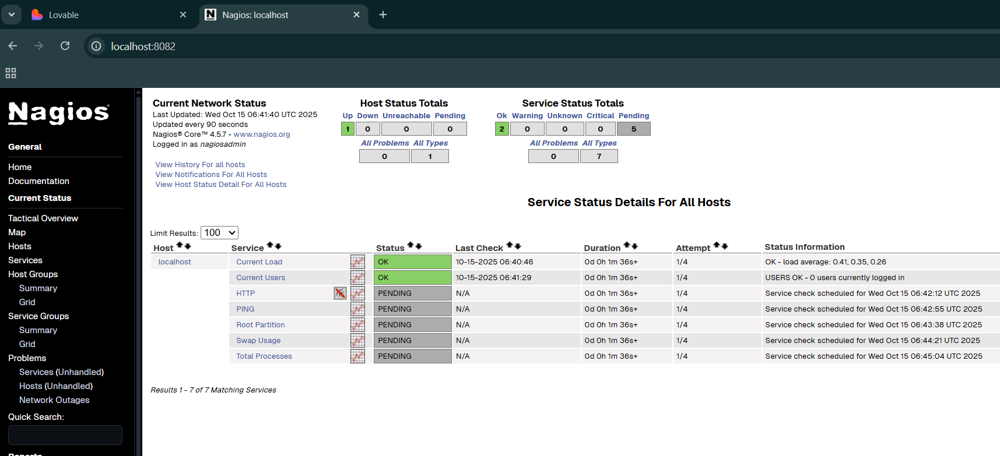 Lovable
Nagios: localhost
localhost:8082
Nagios®
General
Home
Documentation
Current Status
Tactical Overview
Map
Hosts
Services
Host Groups
Summary
Grid
Service Groups
Summary
Grid
Problems
Services (Unhandled)
Hosts (Unhandled)
Network Outages
Quick Search:
Reports
Current Network Status
Last Updated: Wed Oct 15 06:41:40 UTC 2025
Updated every 90 seconds
Nagios® Core™ 4.5.7 - www.nagios.org
Logged in as nagiosadmin
View History For all hosts
View Notifications For All Hosts
View Host Status Detail For All Hosts
Host Status Totals
Up Down Unreachable Pending
1 0 0 0
All Problems All Types
0 1
Service Status Totals
Ok Warning Unknown Critical Pending
2 0 0 0 5
All Problems All Types
0 7
Service Status Details For All Hosts
Limit Results: 100
Host Service Status Last Check Duration Attempt Status Information
localhost Current Load OK 10-15-2025 06:40:46 0d 0h 1m 36s+ 1/4 OK - load average: 0.41, 0.35, 0.26
Current Users OK 10-15-2025 06:41:29 0d 0h 1m 36s+ 1/4 USERS OK - 0 users currently logged in
HTTP PENDING N/A 0d 0h 1m 36s+ 1/4 Service check scheduled for Wed Oct 15 06:42:12 UTC 2025
PING PENDING N/A 0d 0h 1m 36s+ 1/4 Service check scheduled for Wed Oct 15 06:42:55 UTC 2025
Root Partition PENDING N/A 0d 0h 1m 36s+ 1/4 Service check scheduled for Wed Oct 15 06:43:38 UTC 2025
Swap Usage PENDING N/A 0d 0h 1m 36s+ 1/4 Service check scheduled for Wed Oct 15 06:44:21 UTC 2025
Total Processes PENDING N/A 0d 0h 1m 36s+ 1/4 Service check scheduled for Wed Oct 15 06:45:04 UTC 2025
Results 1 - 7 of 7 Matching Services